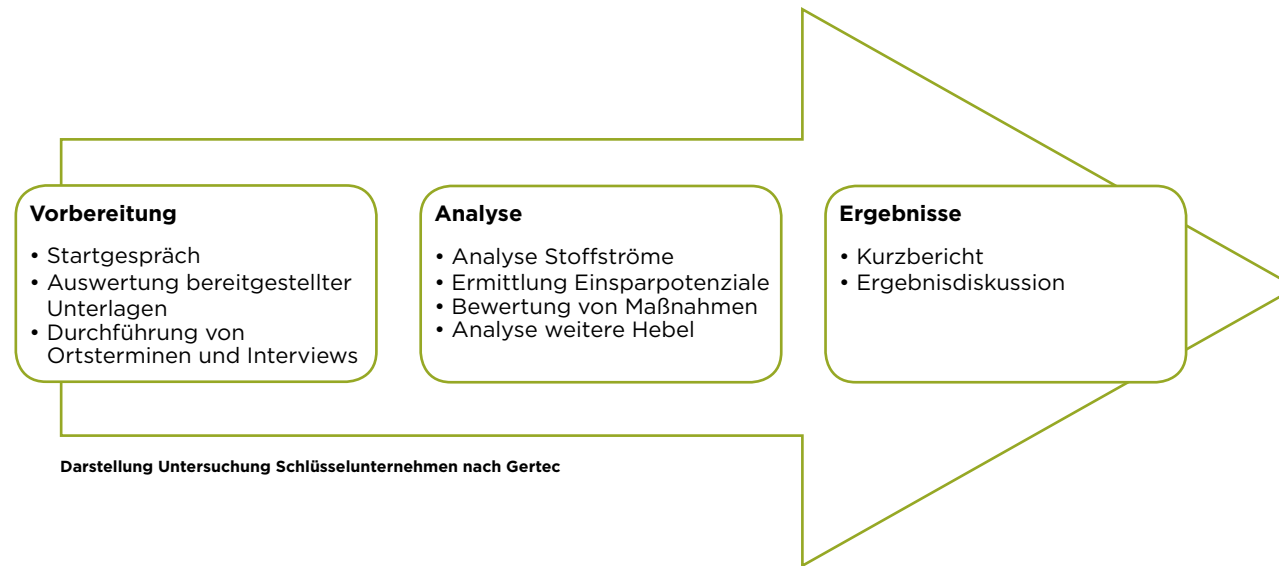 Vorbereitung
• Startgespräch
• Auswertung bereitgestellter
Unterlagen
• Durchführung von
Ortsterminen und Interviews
Analyse
• Analyse Stoffströme
• Ermittlung Einsparpotenziale
• Bewertung von Maßnahmen
• Analyse weitere Hebel
Ergebnisse
• Kurzbericht
• Ergebnisdiskussion
Darstellung Untersuchung Schlüsselunternehmen nach Gertec